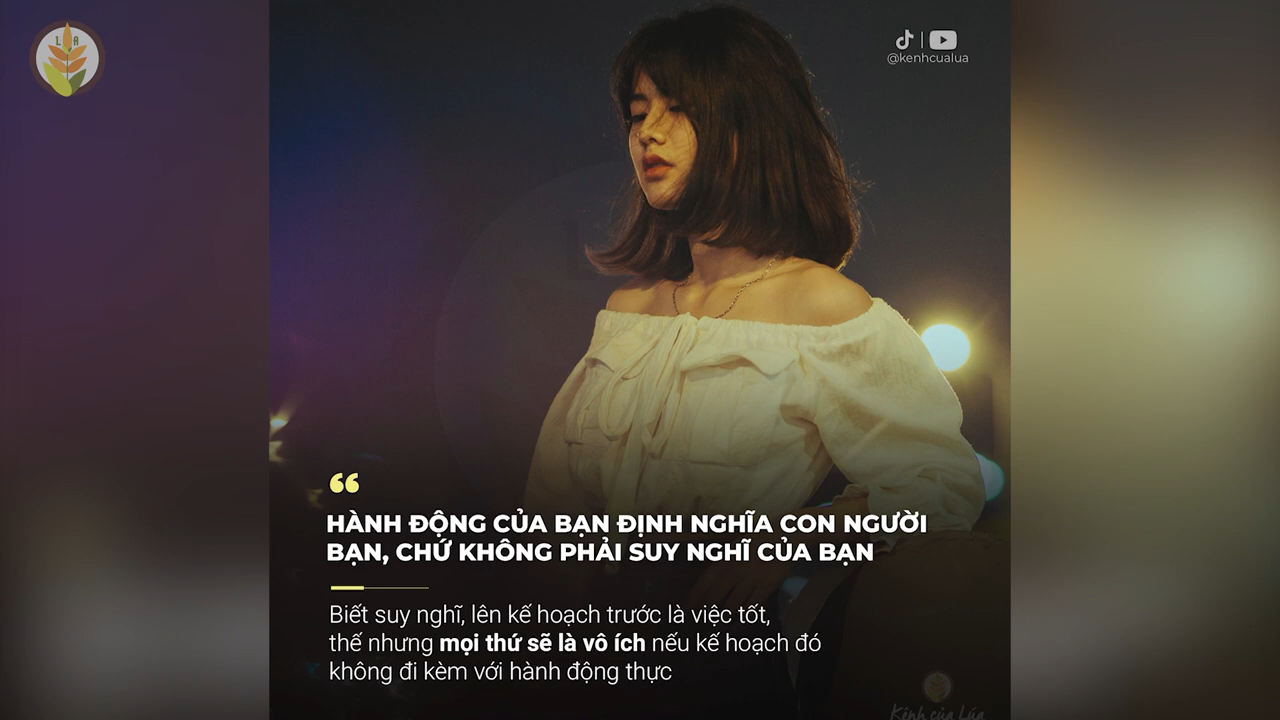 L A
@kenhcualua
HÀNH ĐỘNG CỦA BẠN ĐỊNH NGHĨA CON NGƯỜI
BẠN, CHỨ KHÔNG PHẢI SUY NGHĨ CỦA BẠN
Biết suy nghĩ, lên kế hoạch trước là việc tốt,
thế nhưng mọi thứ sẽ là vô ích nếu kế hoạch đó
không đi kèm với hành động thực
Kênh của Lúa